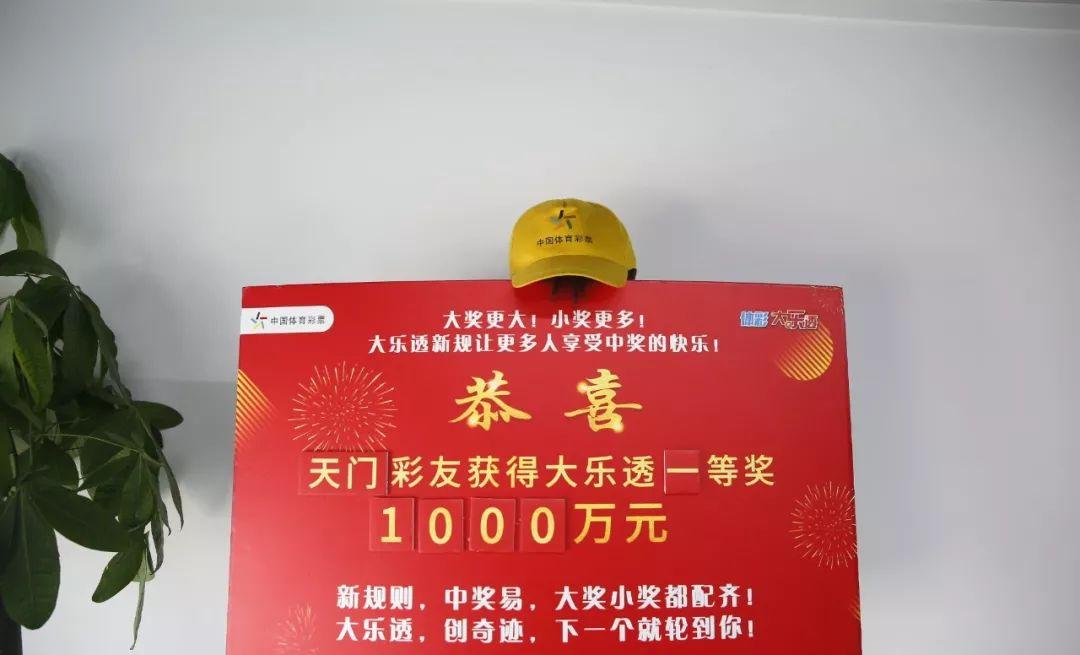 中国体育彩票
中国体育彩票
大奖更大！小奖更多！
体彩 大乐透
大乐透新规让更多人享受中奖的快乐！
恭喜
天门彩友获得大乐透一等奖
1000万元
新规则，中奖易，大奖小奖都配齐！
大乐透，创奇迹，下一个就轮到你！